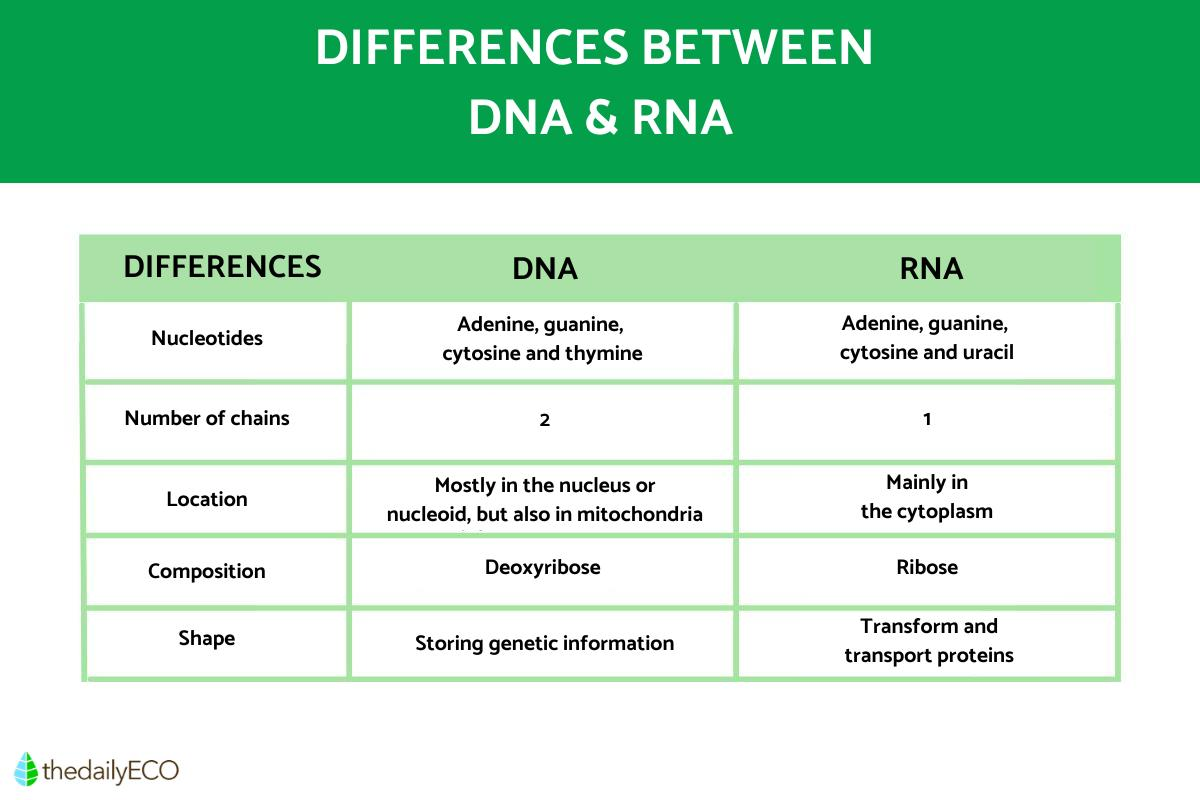 DIFFERENCES BETWEEN
DNA & RNA
DIFFERENCES
DNA
RNA
Nucleotides
Adenine, guanine,
cytosine and thymine
Adenine, guanine,
cytosine and uracil
Number of chains
2
1
Location
Mostly in the nucleus or
nucleoid, but also in mitochondria
Mainly in
the cytoplasm
Composition
Deoxyribose
Ribose
Shape
Storing genetic information
Transform and
transport proteins
thedailyECO